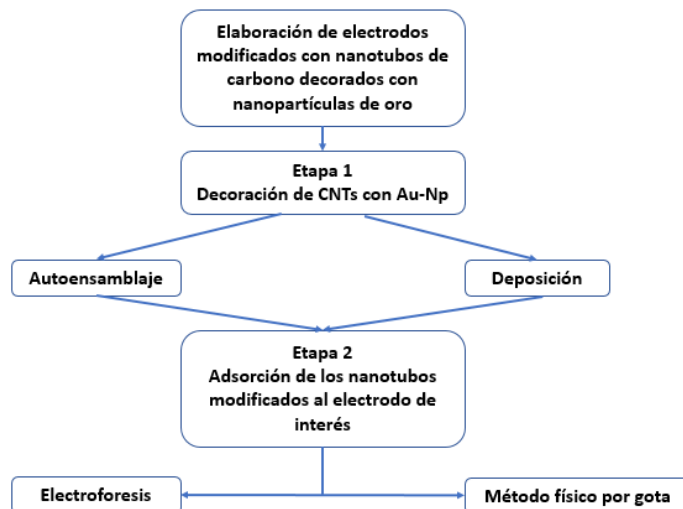 Elaboración de electrodos
modificados con nanotubos de
carbono decorados con
nanopartículas de oro
Etapa 1
Decoración de CNTs con Au-Np
Autoensamblaje
Deposición
Etapa 2
Adsorción de los nanotubos
modificados al electrodo de
interés
Electroforesis
Método físico por gota